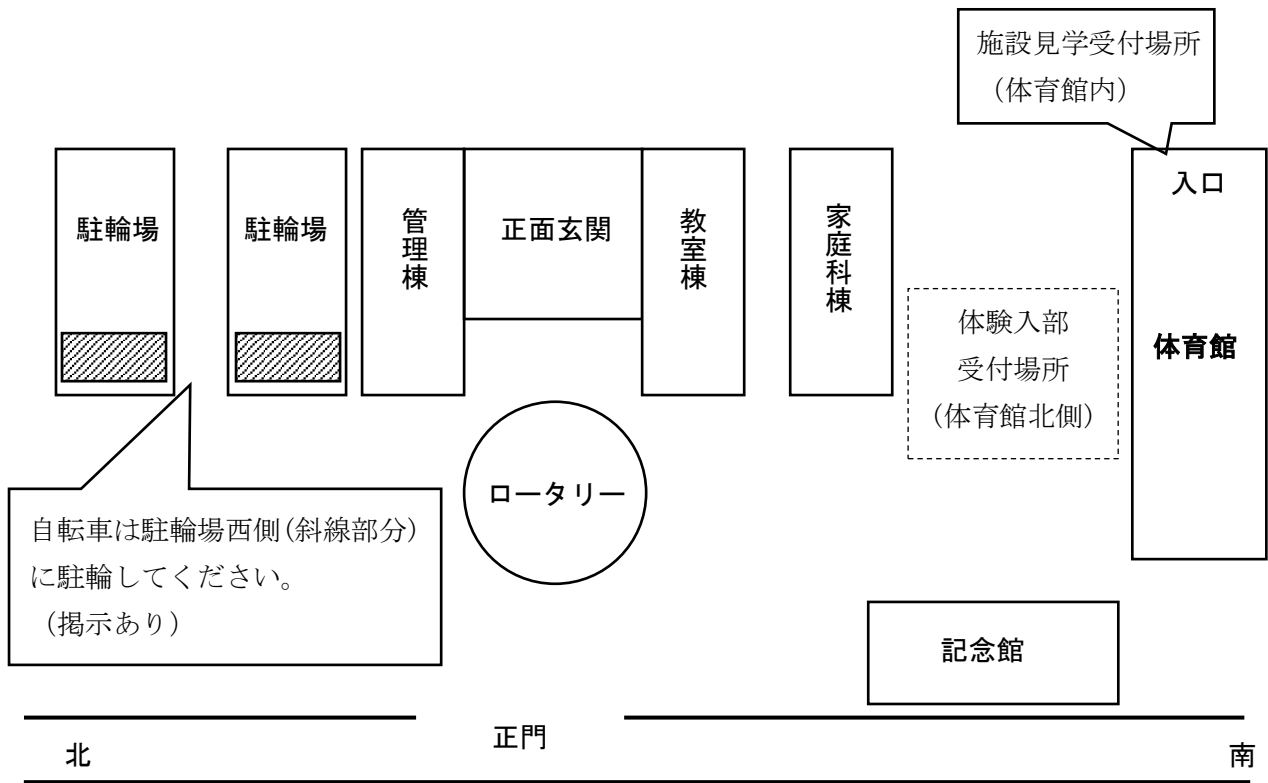 施設見学受付場所
（体育館内）
入口
駐輪場
駐輪場
管理棟
正面玄関
教室棟
家庭科棟
体験入部
受付場所
（体育館北側）
体育館
ロータリー
自転車は駐輪場西側（斜線部分）
に駐輪してください。
（掲示あり）
記念館
正門
北
南